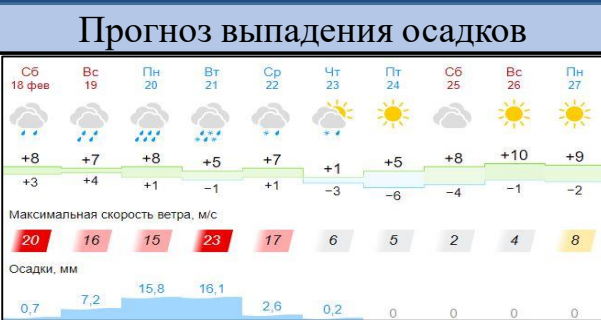 Прогноз выпадения осадков
Сб Вс Пн Вт Ср Чт Пт Сб Вс Пн
18 фев 19 20 21 22 23 24 25 26 27
+8 +7 +8 +5 +7 +1 +5 +8 +10 +9
+3 +4 +1 −1 +1 −3 −6 −4 −1 −2
Максимальная скорость ветра, м/с
20 16 15 23 17 6 5 2 4 8
Осадки, мм
0,7 7,2 15,8 16,1 2,6 0,2 0 0 0 0